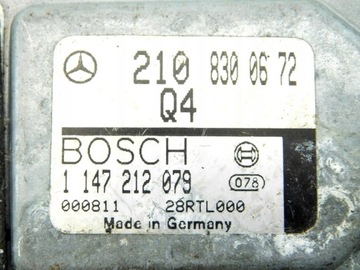 210 830 06 72
Q4
BOSCH
1 147 212 079
078
000811 28RTL000
Made in Germany